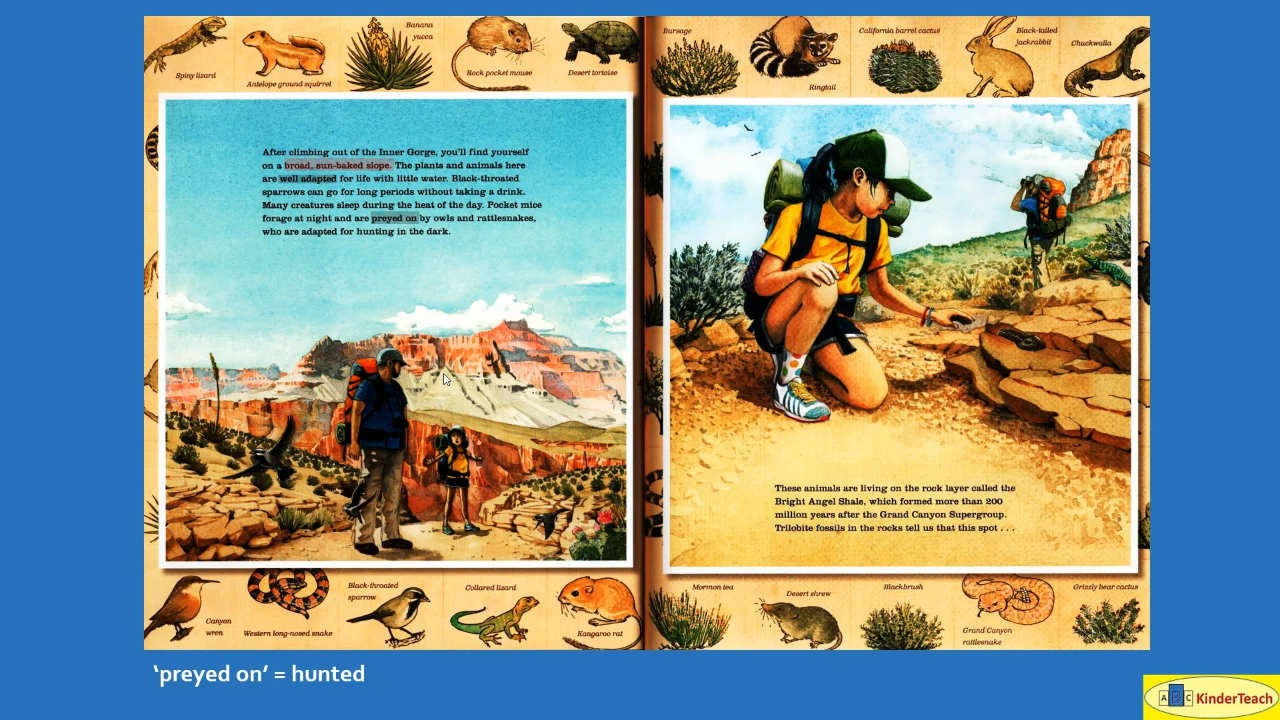 Spiny lizard
Antelope ground squirrel
Banana
yucca
Rock pocket mouse
Desert tortoise
Bursage
Ringtail
California barrel cactus
Black-tailed
jackrabbit
Chuckwalla
After climbing out of the Inner Gorge, you'll find yourself
on a broad, sun-baked slope. The plants and animals here
are well adapted for life with little water. Black-throated
sparrows can go for long periods without taking a drink.
Many creatures sleep during the heat of the day. Pocket mice
forage at night and are preyed on by owls and rattlesnakes,
who are adapted for hunting in the dark.
These animals are living on the rock layer called the
Bright Angel Shale, which formed more than 200
million years after the Grand Canyon Supergroup.
Trilobite fossils in the rocks tell us that this spot . . .
Canyon
wren
Western long-nosed snake
Black-throated
sparrow
Collared lizard
Kangaroo rat
Mormon tea
Desert shrew
Blackbrush
Grand Canyon
rattlesnake
Grizzly bear cactus
'preyed on' = hunted
A B C KinderTeach